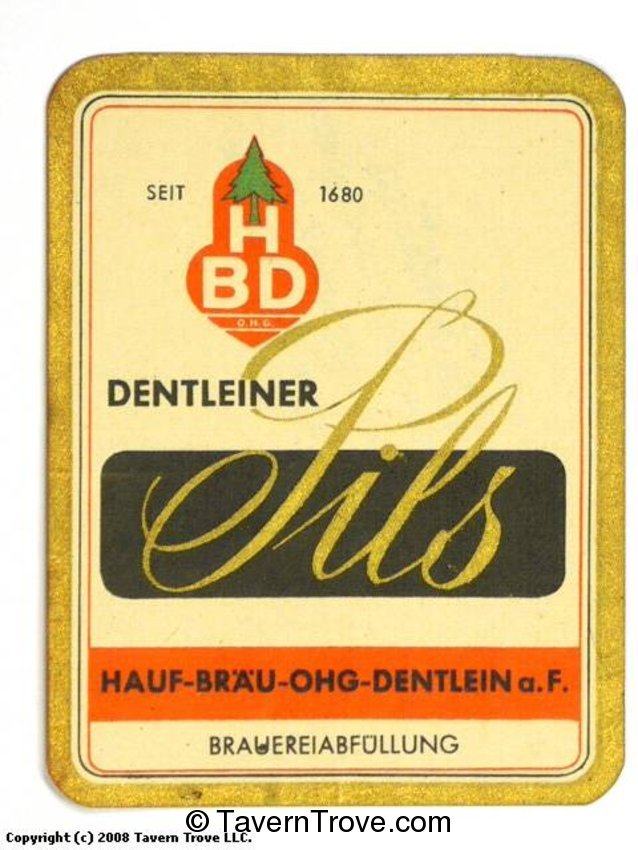 SEIT 1680
H
BD
O.H.G.
DENTLEINER
Pils
HAUF-BRÄU-OHG-DENTLEIN a.F.
BRAUEREIABFÜLLUNG
© TavernTrove.com
Copyright (c) 2008 Tavern Trove LLC.